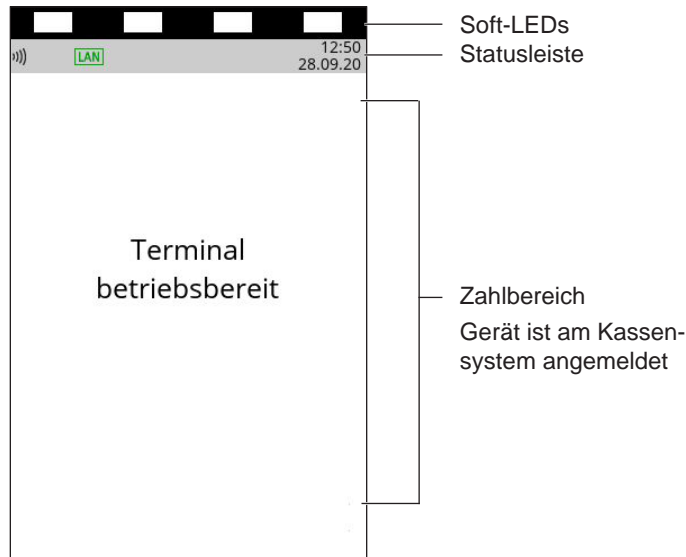 Soft-LEDs
LAN
12:50
28.09.20
Statusleiste
Terminal
betriebsbereit
Zahlbereich
Gerät ist am Kassen-
system angemeldet